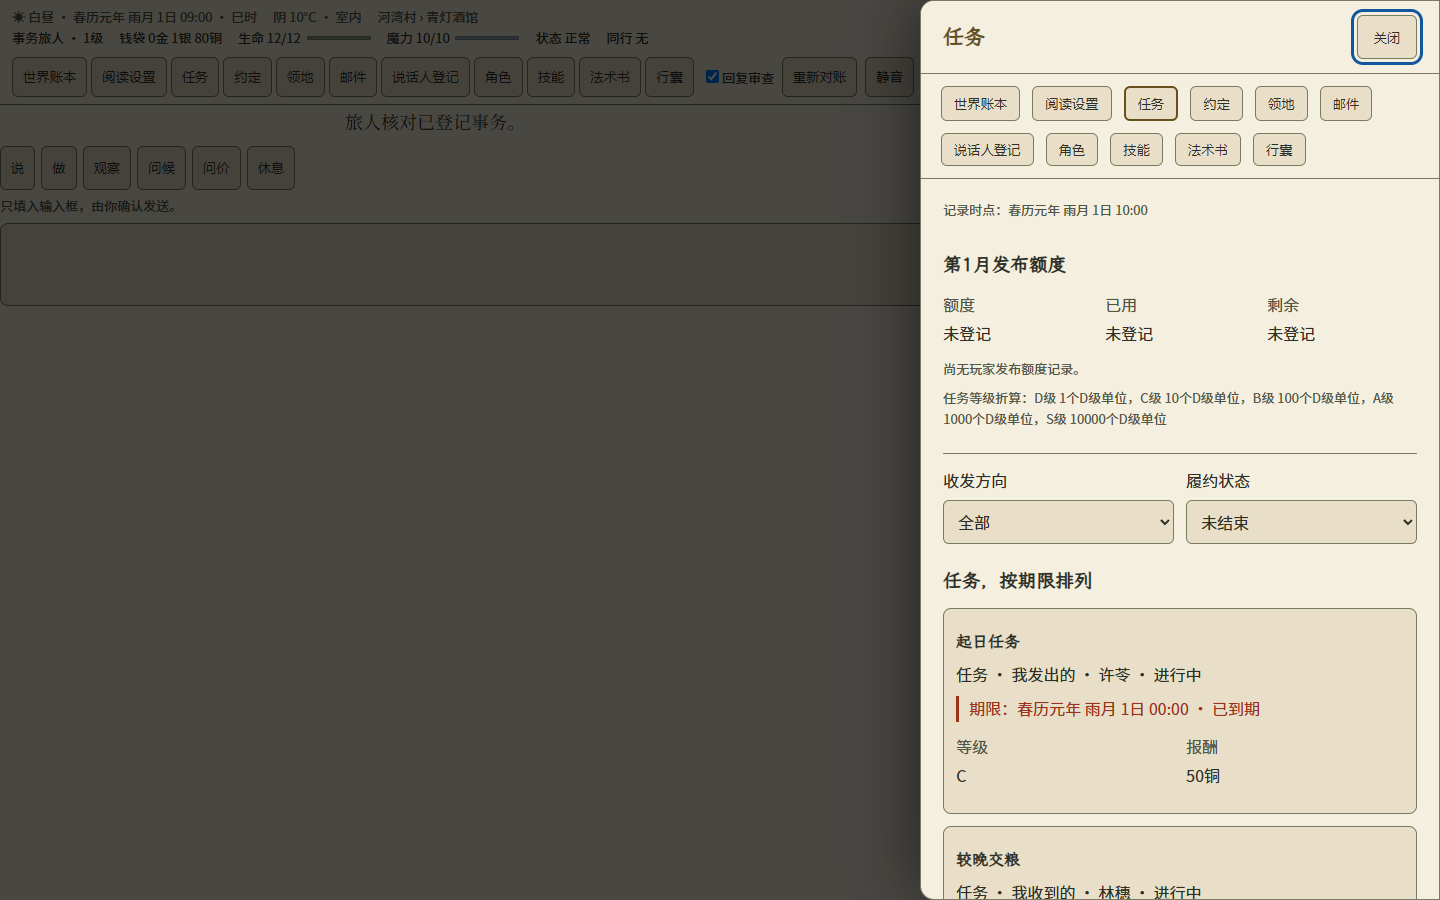 ☀ 白昼 · 春历元年 雨月 1日 09:00 · 巳时 阴 10°C · 室内 河湾村 › 青灯酒馆
事务旅人 · 1级 钱袋 0金 1银 80铜 生命 12/12 魔力 10/10 状态 正常 同行 无
世界账本 阅读设置 任务 约定 领地 邮件 说话人登记 角色 技能 法术书 行囊 回复审查 重新对账 静音
旅人核对已登记事务。
说 做 观察 问候 问价 休息
只填入输入框，由你确认发送。
任务 关闭
世界账本 阅读设置 任务 约定 领地 邮件
说话人登记 角色 技能 法术书 行囊
记录时点：春历元年 雨月 1日 10:00
第1月发布额度
额度 已用 剩余
未登记 未登记 未登记
尚无玩家发布额度记录。
任务等级折算：D级 1个D级单位，C级 10个D级单位，B级 100个D级单位，A级
1000个D级单位，S级 10000个D级单位
收发方向 履约状态
全部 未结束
任务，按期限排列
起日任务
任务 · 我发出的 · 许苓 · 进行中
期限：春历元年 雨月 1日 00:00 · 已到期
等级 报酬
C 50铜
较晚交粮
任务 · 我收到的 · 林穗 · 进行中